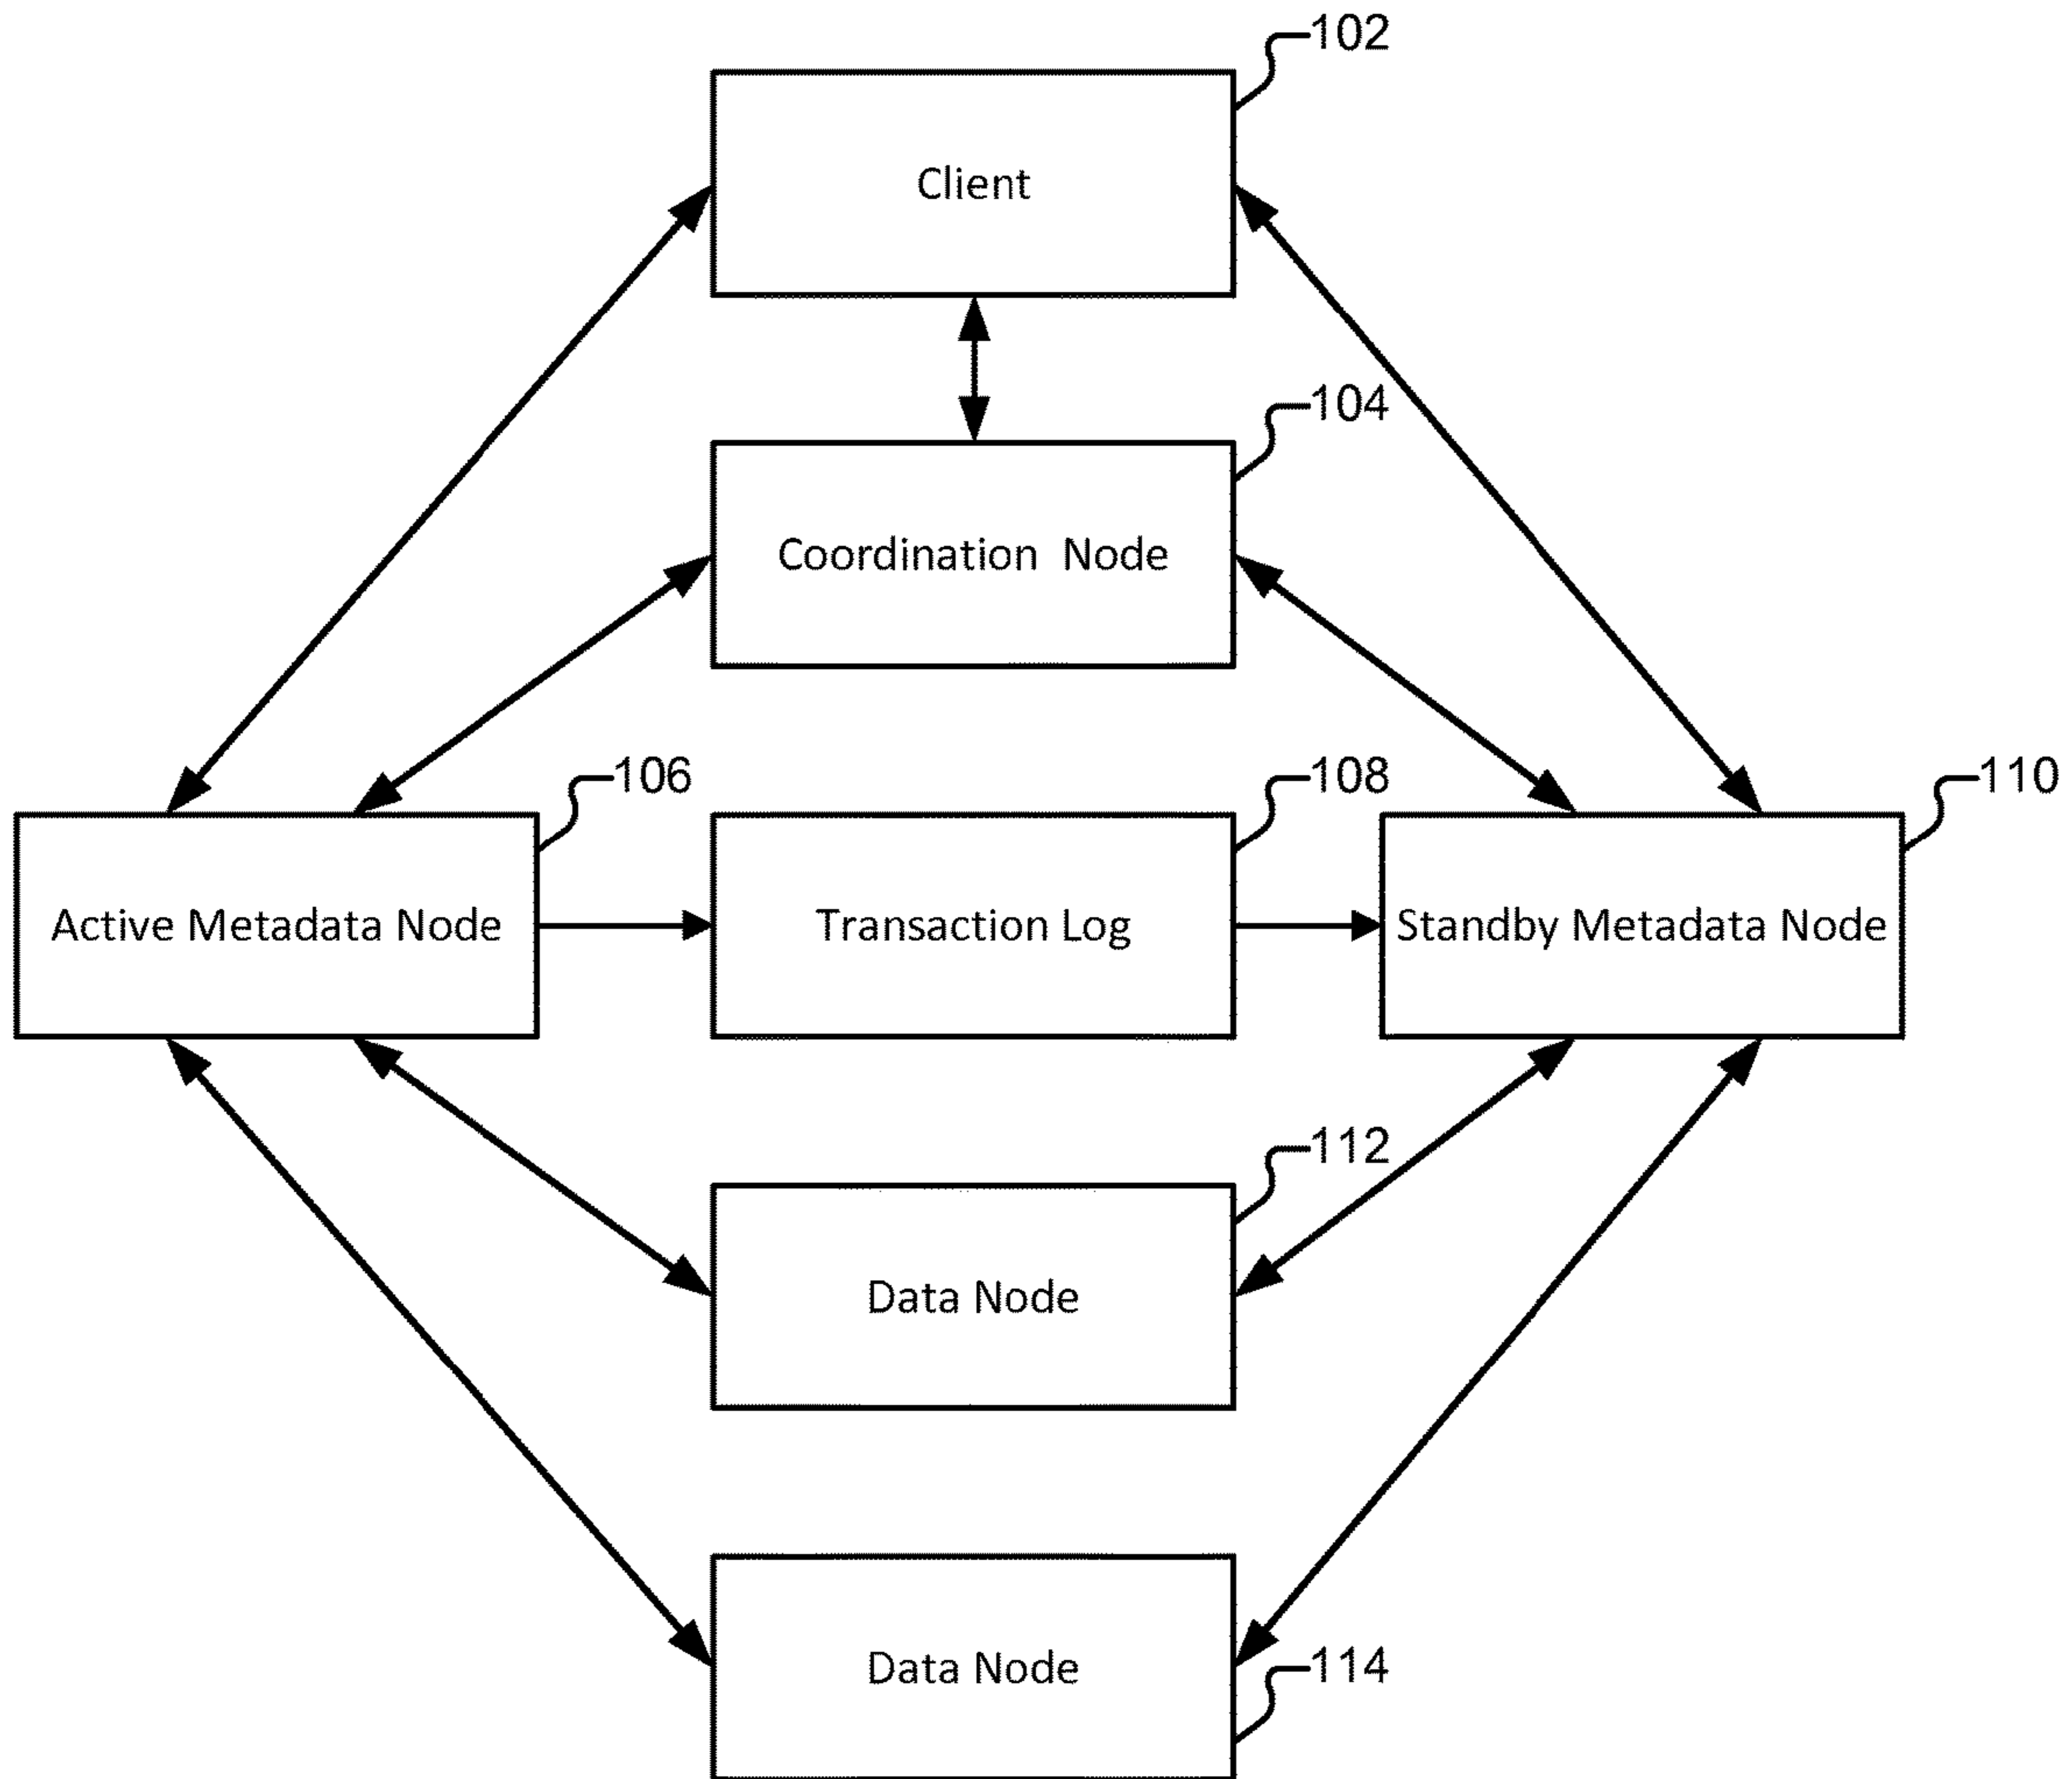 102
Client
104
Coordination Node
106
108
110
Active Metadata Node
Transaction Log
Standby Metadata Node
112
Data Node
Data Node
114